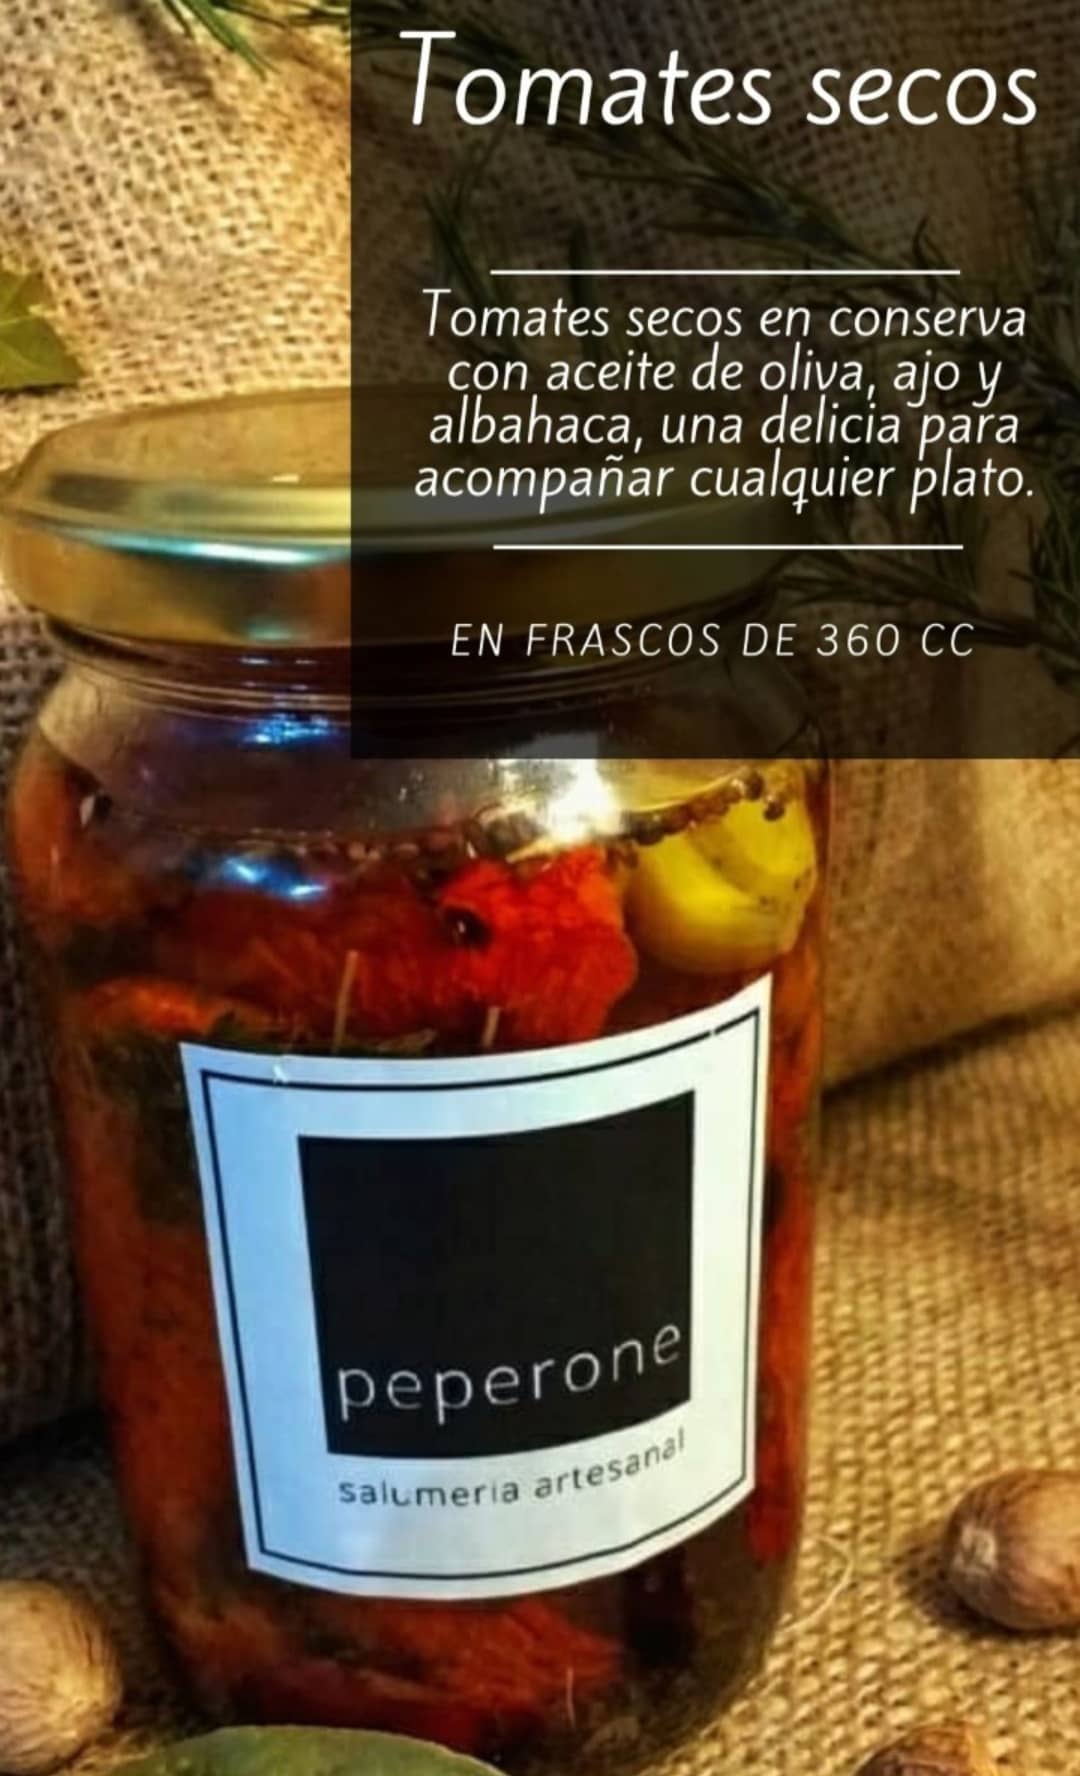 Tomates secos
Tomates secos en conserva
con aceite de oliva, ajo y
albahaca, una delicia para
acompañar cualquier plato.
EN FRASCOS DE 360 CC
peperone
salumeria artesanal